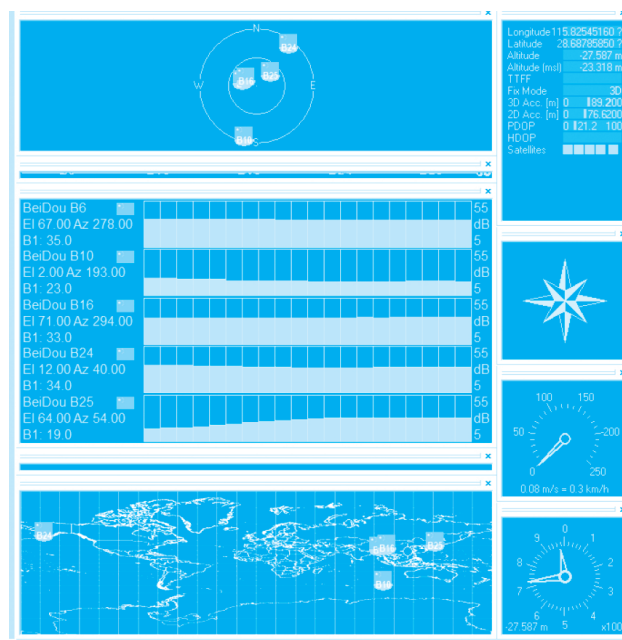 N
B24
B16
B25
W
E
B10
S
BeiDou B6
El 67.00 Az 278.00
B1: 35.0
55
dB
5
BeiDou B10
El 2.00 Az 193.00
B1: 23.0
55
dB
5
BeiDou B16
El 71.00 Az 294.00
B1: 33.0
55
dB
5
BeiDou B24
El 12.00 Az 40.00
B1: 34.0
55
dB
5
BeiDou B25
El 64.00 Az 54.00
B1: 19.0
55
dB
5
B24
B16
B25
B10
Longitude 115.82545160 ?
Latitude 28.68785850 ?
Altitude -27.587 m
Altitude (msl) -23.318 m
TTFF
Fix Mode 3D
3D Acc. [m] 0 189.200
2D Acc. [m] 0 176.6200
PDOP 0 21.2 100
HDOP
Satellites
100 150
50 200
0 250
0.08 m/s = 0.3 km/h
0
9 1
8 2
7 3
6 5 4
-27.587 m x100